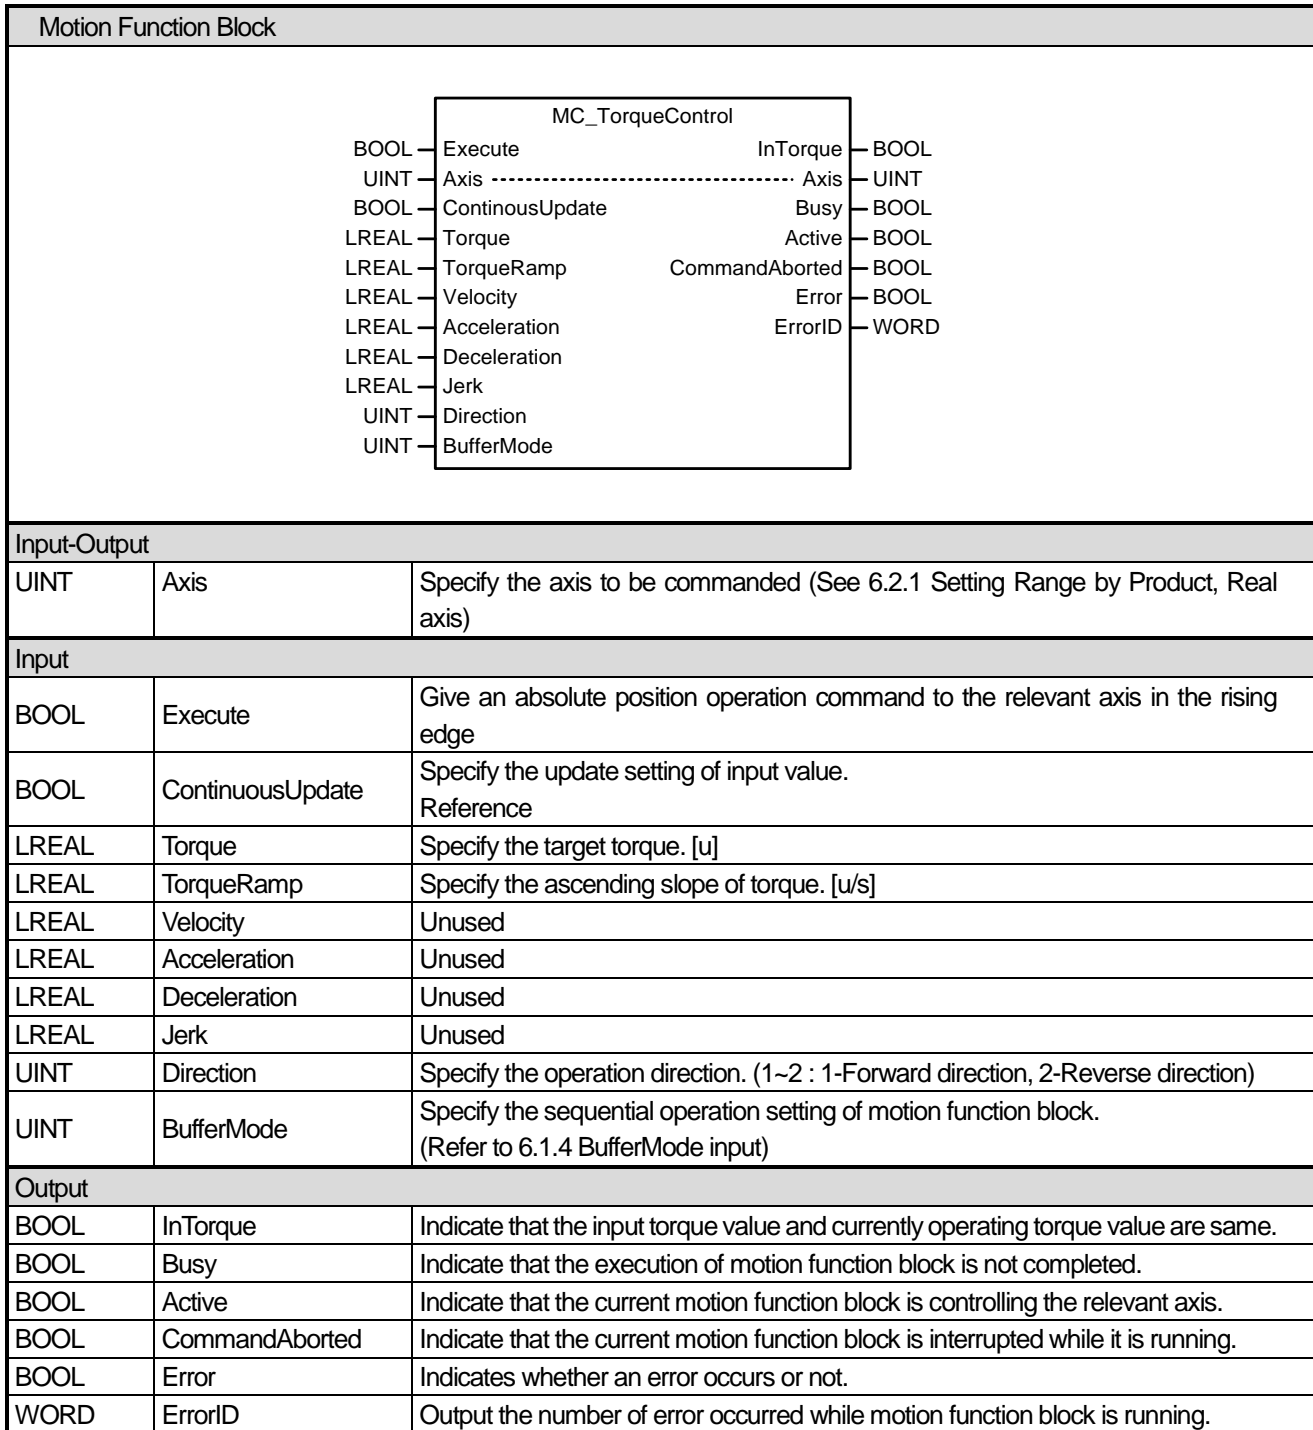 Motion Function Block
MC_TorqueControl
BOOL Execute InTorque BOOL
UINT Axis Axis UINT
BOOL ContinousUpdate Busy BOOL
LREAL Torque Active BOOL
LREAL TorqueRamp CommandAborted BOOL
LREAL Velocity Error BOOL
LREAL Acceleration ErrorID WORD
LREAL Deceleration
LREAL Jerk
UINT Direction
UINT BufferMode
Input-Output
UINT Axis Specify the axis to be commanded (See 6.2.1 Setting Range by Product, Real
axis)
Input
BOOL Execute Give an absolute position operation command to the relevant axis in the rising
edge
BOOL ContinuousUpdate Specify the update setting of input value.
Reference
LREAL Torque Specify the target torque. [u]
LREAL TorqueRamp Specify the ascending slope of torque. [u/s]
LREAL Velocity Unused
LREAL Acceleration Unused
LREAL Deceleration Unused
LREAL Jerk Unused
UINT Direction Specify the operation direction. (1~2 : 1-Forward direction, 2-Reverse direction)
UINT BufferMode Specify the sequential operation setting of motion function block.
(Refer to 6.1.4 BufferMode input)
Output
BOOL InTorque Indicate that the input torque value and currently operating torque value are same.
BOOL Busy Indicate that the execution of motion function block is not completed.
BOOL Active Indicate that the current motion function block is controlling the relevant axis.
BOOL CommandAborted Indicate that the current motion function block is interrupted while it is running.
BOOL Error Indicates whether an error occurs or not.
WORD ErrorID Output the number of error occurred while motion function block is running.